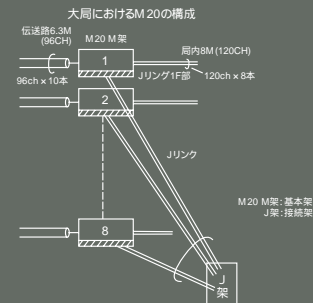 大局におけるM20の構成
伝送路6.3M
(96CH)
M20 M架
局内8M(120CH)
1
96ch×10本
Jリング1F部
120ch×8本
2
Jリンク
M20 M架:基本架
J架:接続架
8
J
架